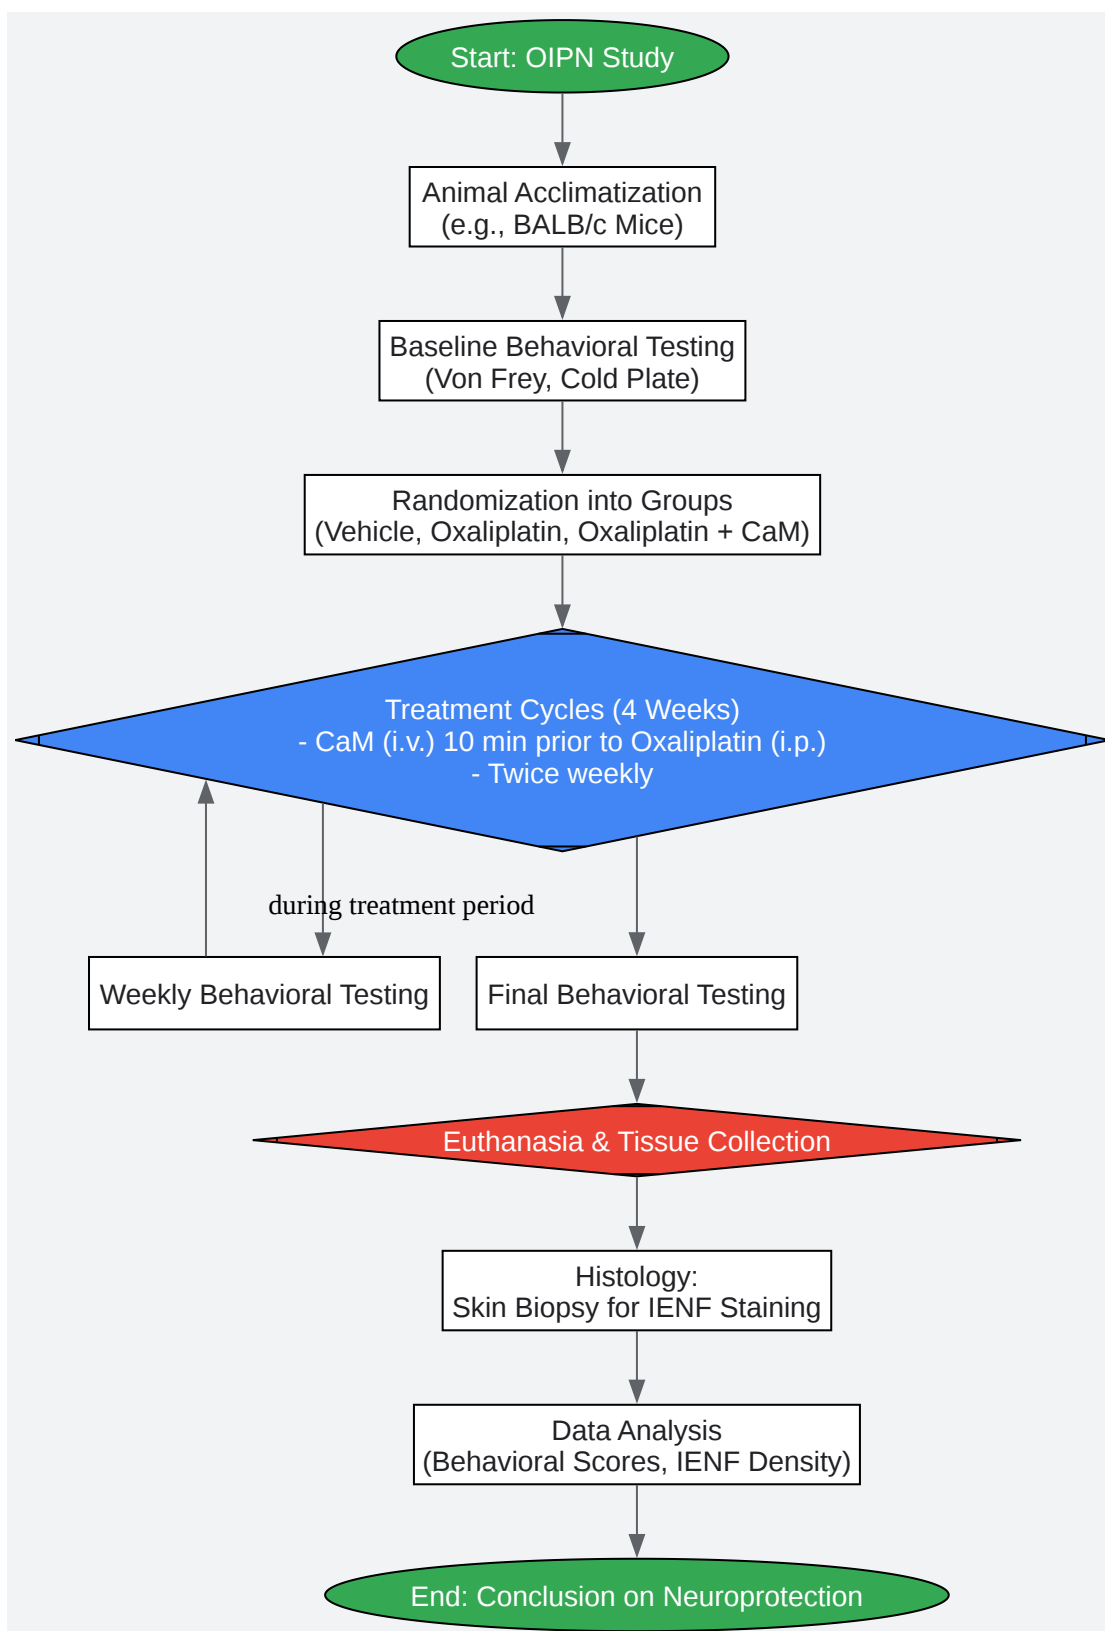 Start: OIPN Study
Animal Acclimatization
(e.g., BALB/c Mice)
Baseline Behavioral Testing
(Von Frey, Cold Plate)
Randomization into Groups
(Vehicle, Oxaliplatin, Oxaliplatin + CaM)
Treatment Cycles (4 Weeks)
- CaM (i.v.) 10 min prior to Oxaliplatin (i.p.)
- Twice weekly
during treatment period
Weekly Behavioral Testing
Final Behavioral Testing
Euthanasia & Tissue Collection
Histology:
Skin Biopsy for IENF Staining
Data Analysis
(Behavioral Scores, IENF Density)
End: Conclusion on Neuroprotection